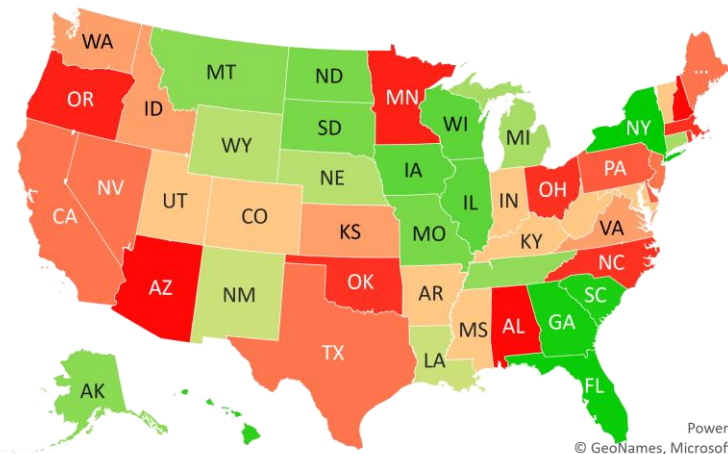 WA
MT
ND
MN
OR
ID
WI
NY
SD
MI
WY
IA
PA
NE
OH
NV
IL
IN
UT
CO
VA
CA
KS
MO
KY
NC
OK
AZ
NM
AR
SC
MS
AL
GA
TX
LA
FL
AK
...
Power
© GeoNames, Microsof